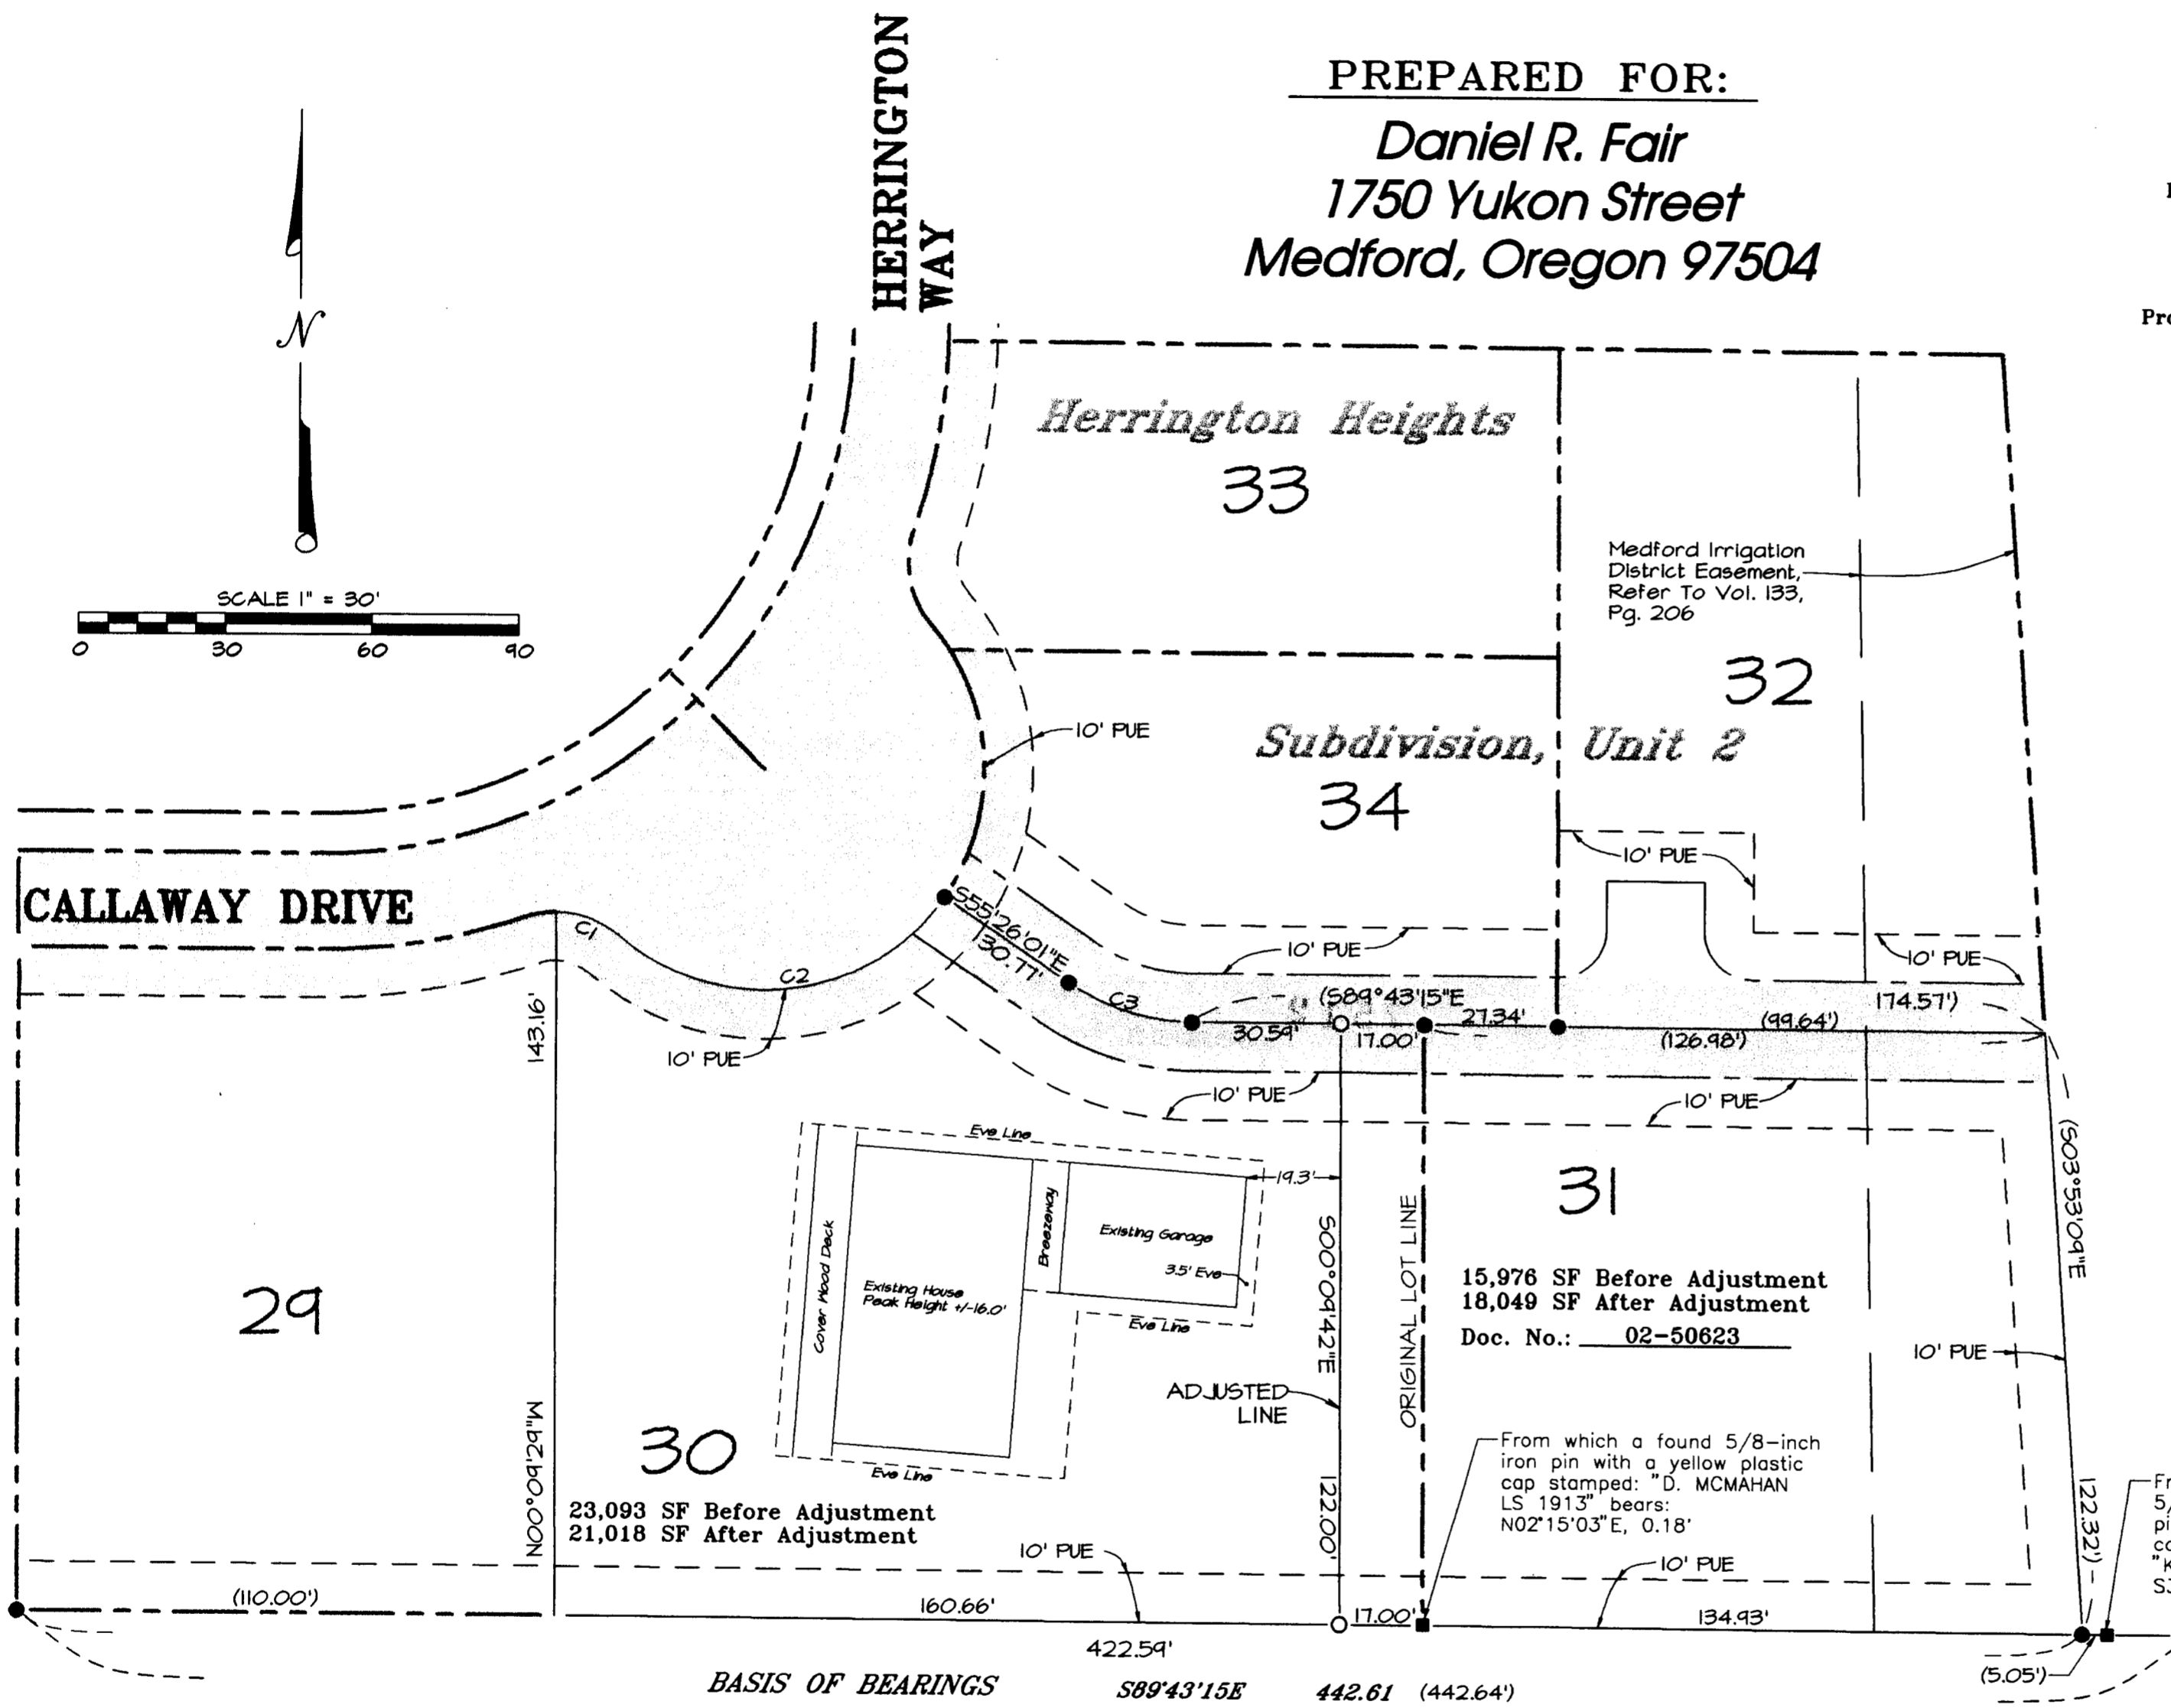 PREPARED FOR:
Daniel R. Fair
1750 Yukon Street
Medford, Oregon 97504
HERRINGTON
WAY
N
SCALE 1" = 30'
0 30 60 90
Herrington Heights
33
Medford Irrigation
District Easement,
Refer To Vol. 133,
Pg. 206
32
10' PUE
Subdivision, Unit 2
34
10' PUE
CALLAWAY DRIVE
C1
C2
S55°26'01"E
30.77'
C3
10' PUE
10' PUE
(S89°43'15"E
174.57')
30.59'
17.00'
27.34'
(99.64')
(126.98')
10' PUE
143.16'
N00°09'29"W
10' PUE
10' PUE
(S03°53'09"E
122.32')
Eve Line
19.3'
Cover Wood Deck
Existing House
Peak Height +/-16.0'
Breezeway
Existing Garage
3.5' Eve
Eve Line
Eve Line
S00°09'42"E
122.00'
ORIGINAL LOT LINE
ADJUSTED
LINE
31
15,976 SF Before Adjustment
18,049 SF After Adjustment
Doc. No.: 02-50623
10' PUE
29
30
23,093 SF Before Adjustment
21,018 SF After Adjustment
From which a found 5/8-inch
iron pin with a yellow plastic
cap stamped: "D. MCMAHAN
LS 1913" bears:
N02°15'03"E, 0.18'
10' PUE
10' PUE
(110.00')
160.66'
17.00'
134.93'
422.59'
(5.05')
BASIS OF BEARINGS S89°43'15E 442.61 (442.64')